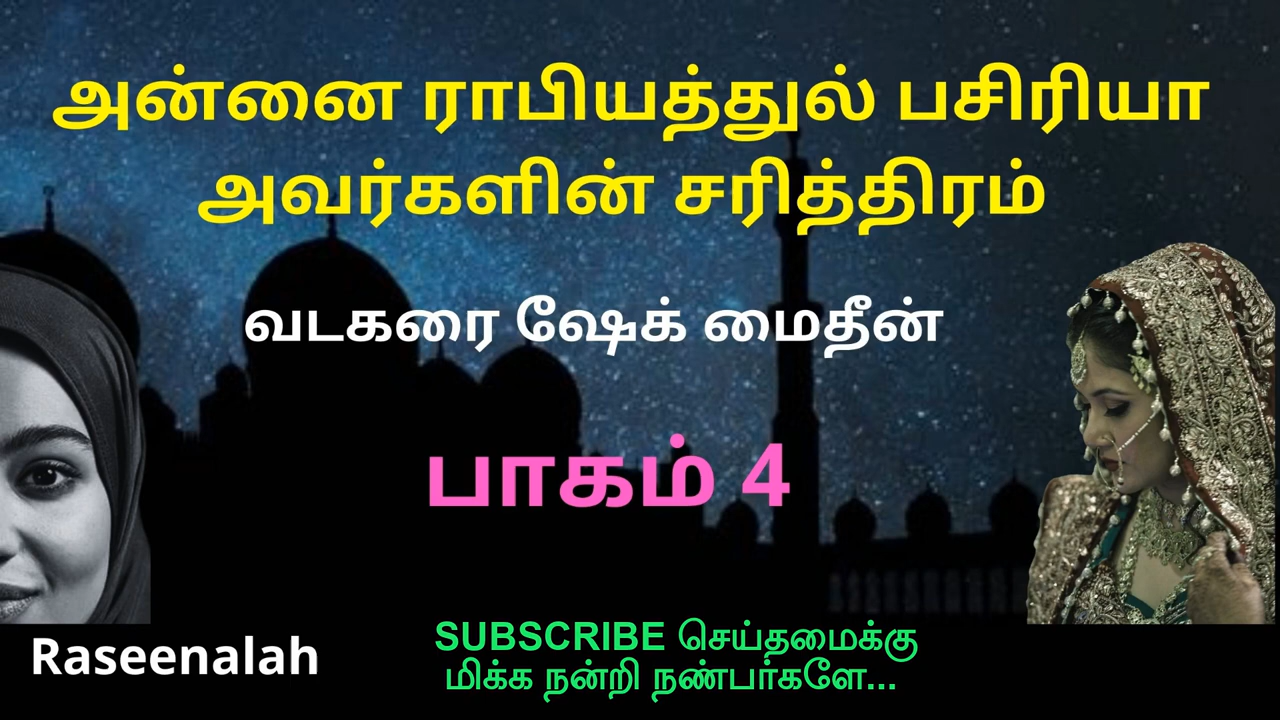 அன்னை ராபியத்துல் பசிரியா
அவர்களின் சரித்திரம்
வடகரை ஷேக் மைதீன்
பாகம் 4
Raseenalah
SUBSCRIBE செய்தமைக்கு
மிக்க நன்றி நண்பர்களே...